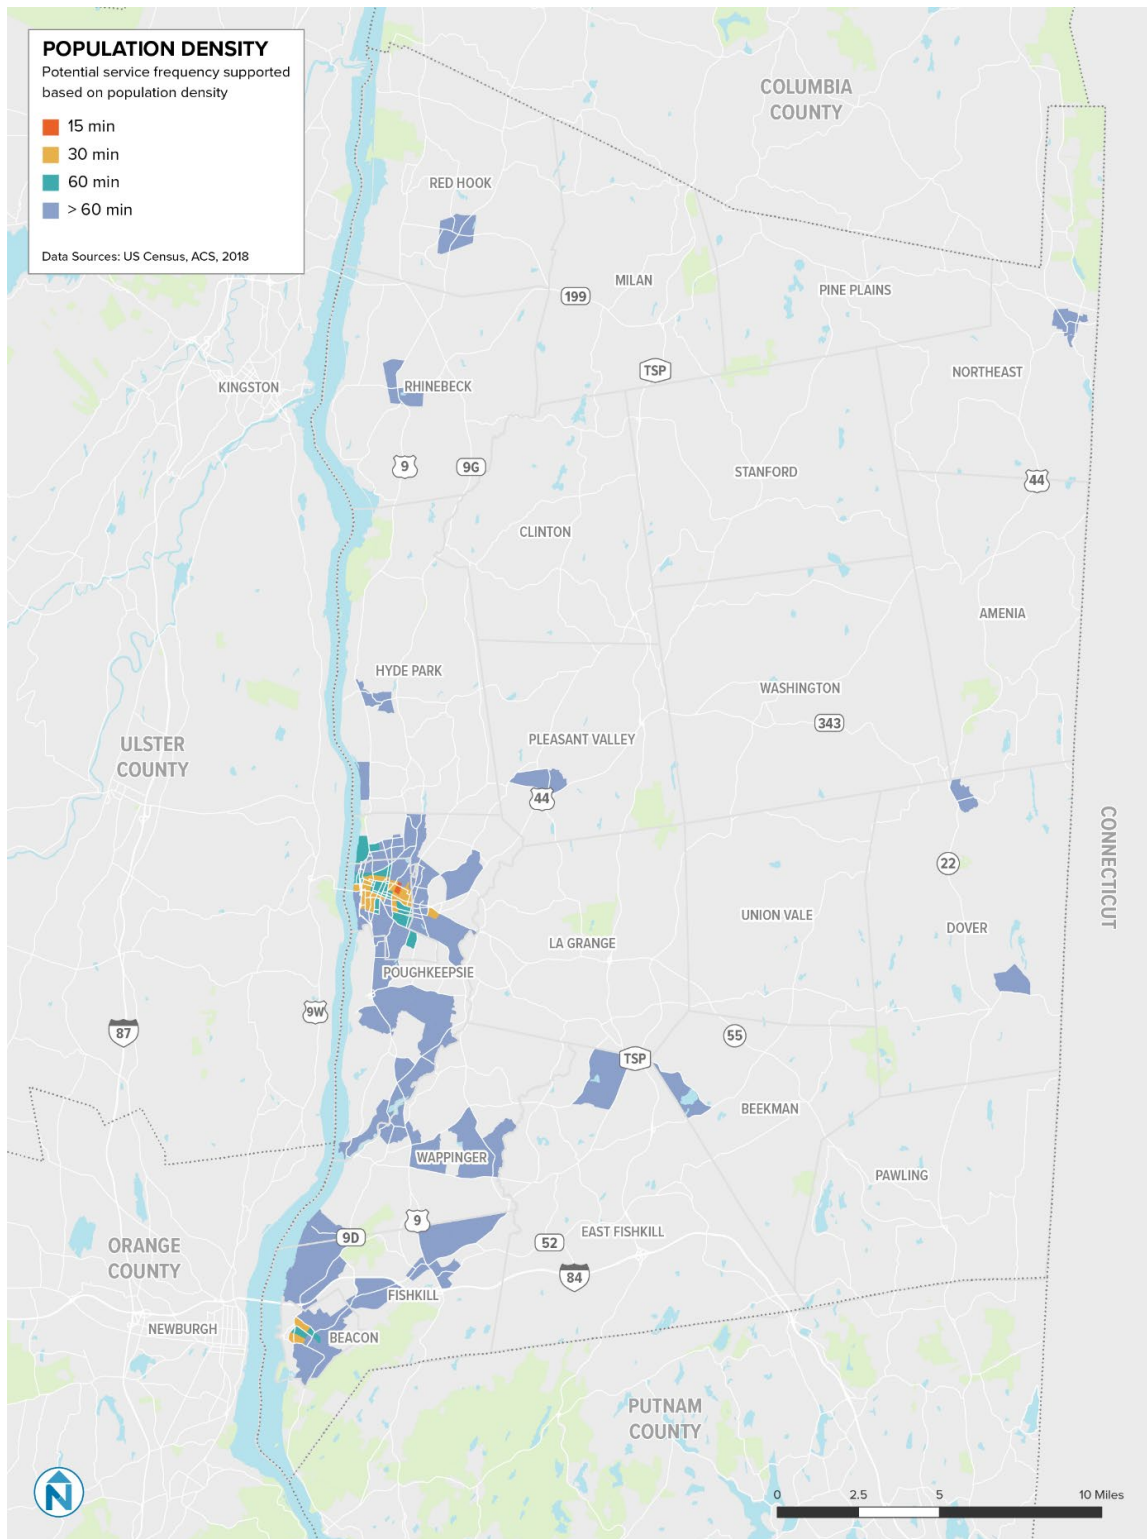 POPULATION DENSITY
Potential service frequency supported
based on population density
15 min
30 min
60 min
> 60 min
Data Sources: US Census, ACS, 2018
COLUMBIA
COUNTY
RED HOOK
MILAN
199
PINE PLAINS
KINGSTON
RHINEBECK
TSP
NORTHEAST
9
9G
STANFORD
44
CLINTON
AMENIA
HYDE PARK
WASHINGTON
343
ULSTER
COUNTY
PLEASANT VALLEY
44
CONNECTICUT
22
UNION VALE
DOVER
LA GRANGE
POUGHKEEPSIE
9W
87
55
TSP
BEEKMAN
WAPPINGER
PAWLING
9
9D
52
EAST FISHKILL
ORANGE
COUNTY
84
FISHKILL
NEWBURGH
BEACON
PUTNAM
COUNTY
N
0 2.5 5 10 Miles